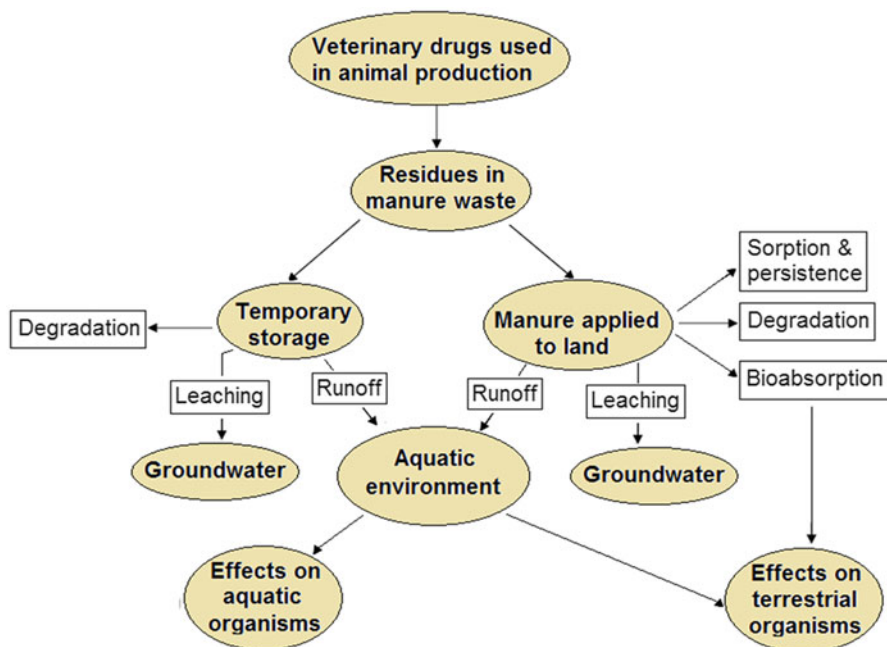 Veterinary drugs used
in animal production
Residues in
manure waste
Sorption &
persistence
Temporary
storage
Manure applied
to land
Degradation
Degradation
Leaching
Runoff
Runoff
Leaching
Bioabsorption
Groundwater
Aquatic
environment
Groundwater
Effects on
aquatic
organisms
Effects on
terrestrial
organisms